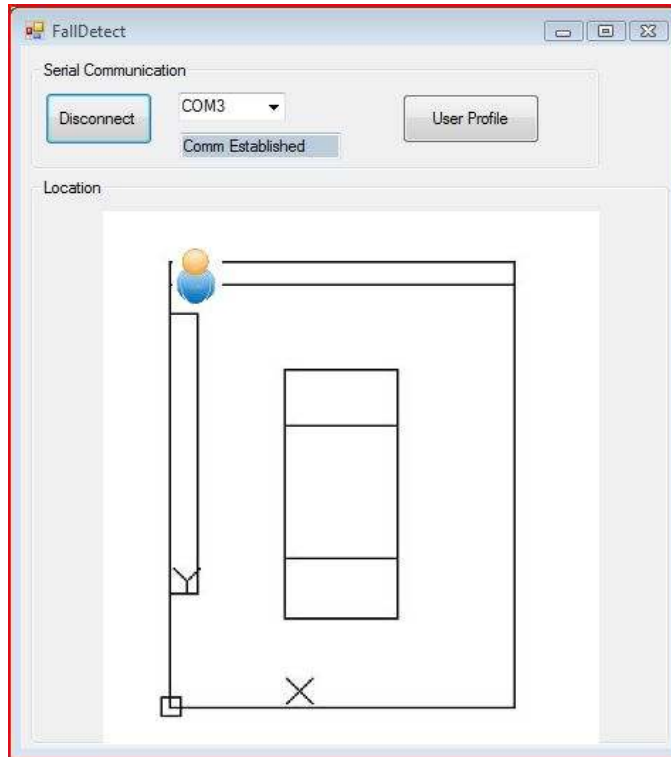 FallDetect
Serial Communication
Disconnect
COM3
User Profile
Comm Established
Location
Y
X